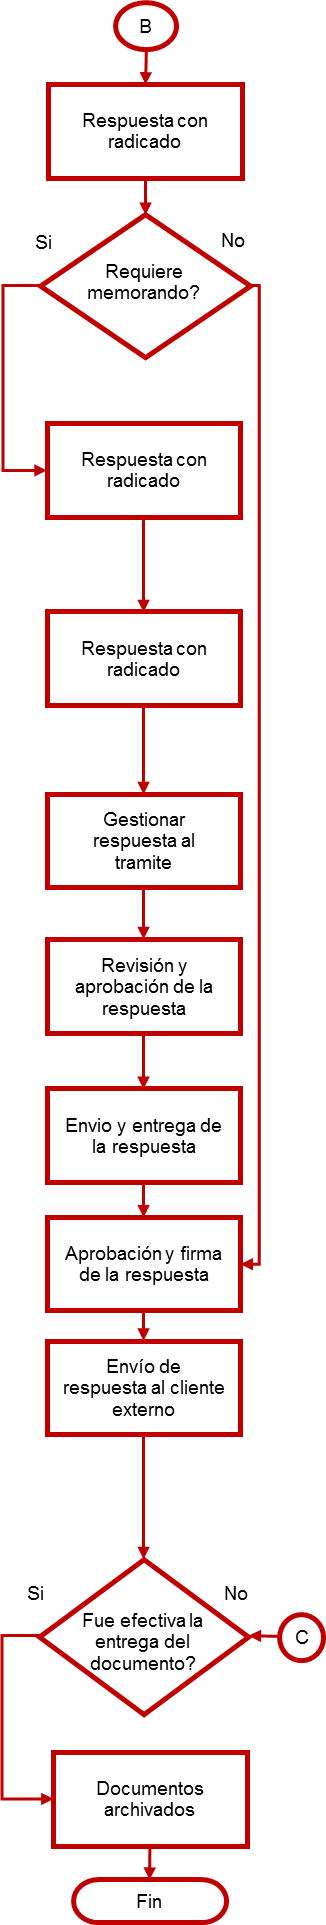 B
Respuesta con
radicado
Si
No
Requiere
memorando?
Respuesta con
radicado
Respuesta con
radicado
Gestionar
respuesta al
tramite
Revisión y
aprobación de la
respuesta
Envio y entrega de
la respuesta
Aprobación y firma
de la respuesta
Envío de
respuesta al cliente
externo
Si
No
Fue efectiva la
entrega del
documento?
C
Documentos
archivados
Fin